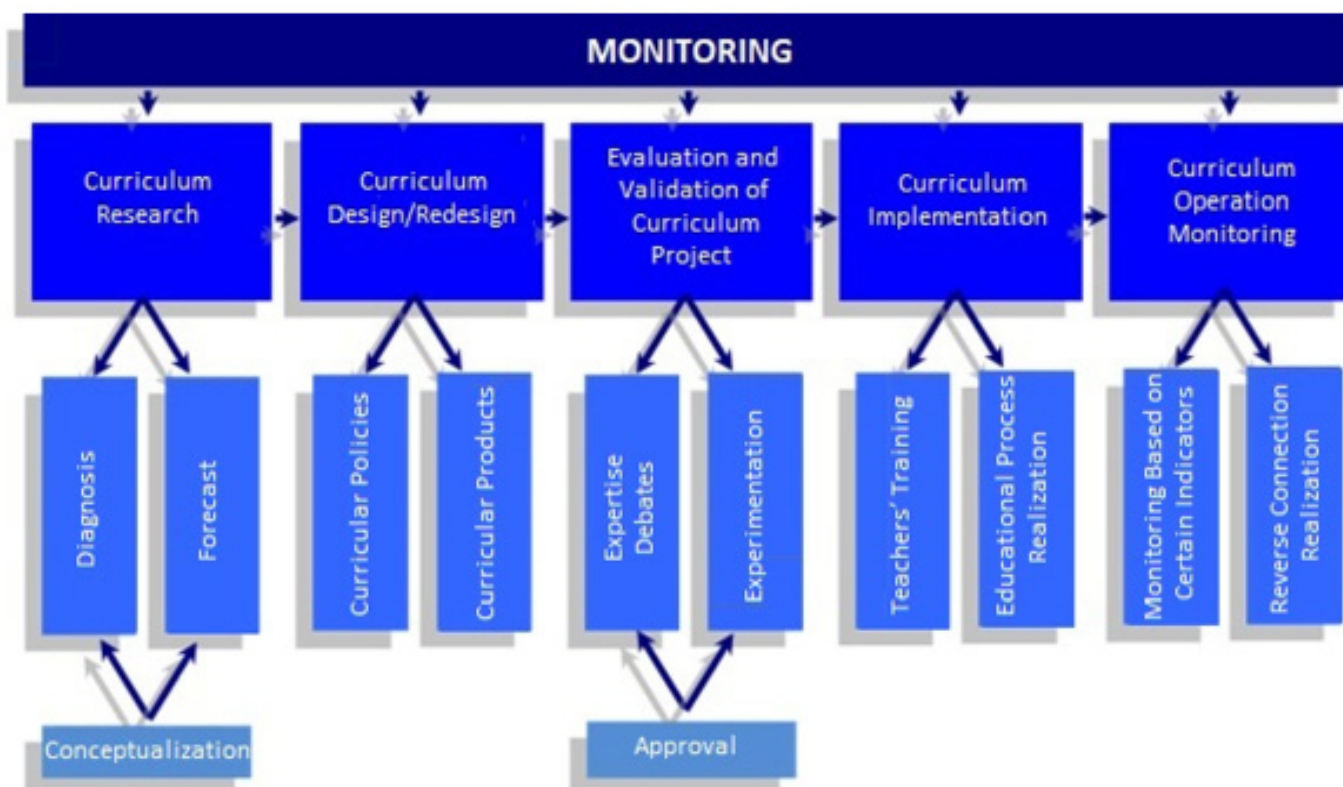 MONITORING
Curriculum
Research
Curriculum
Design/Redesign
Evaluation and
Validation of
Curriculum
Project
Curriculum
Implementation
Curriculum
Operation
Monitoring
Diagnosis
Forecast
Curricular Policies
Curricular Products
Expertise
Debates
Experimentation
Teachers’ Training
Educational Process
Realization
Monitoring Based on
Certain Indicators
Reverse Connection
Realization
Conceptualization
Approval